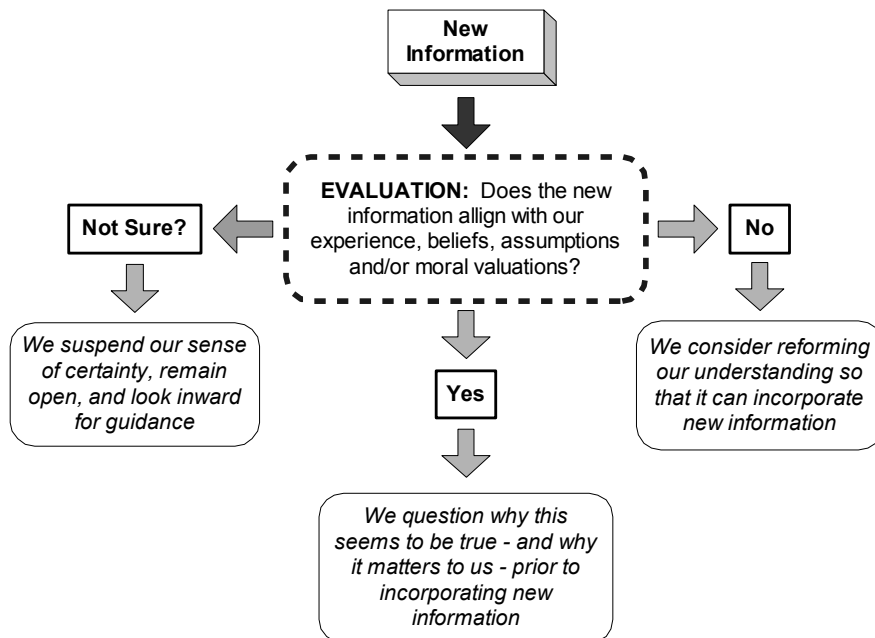 New
Information
EVALUATION: Does the new
information allign with our
experience, beliefs, assumptions
and/or moral valuations?
Not Sure?
No
We suspend our sense
of certainty, remain
open, and look inward
for guidance
Yes
We consider reforming
our understanding so
that it can incorporate
new information
We question why this
seems to be true - and why
it matters to us - prior to
incorporating new
information